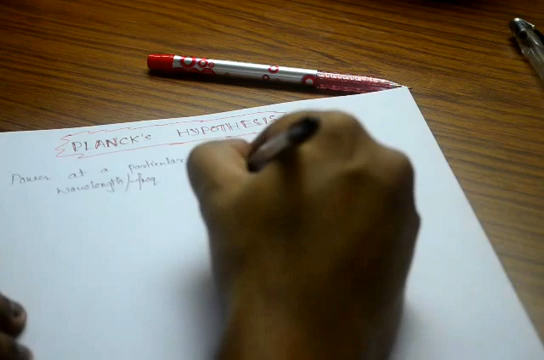 PLANCK's HYPOTHESIS
Power at a particular
wavelength/freq